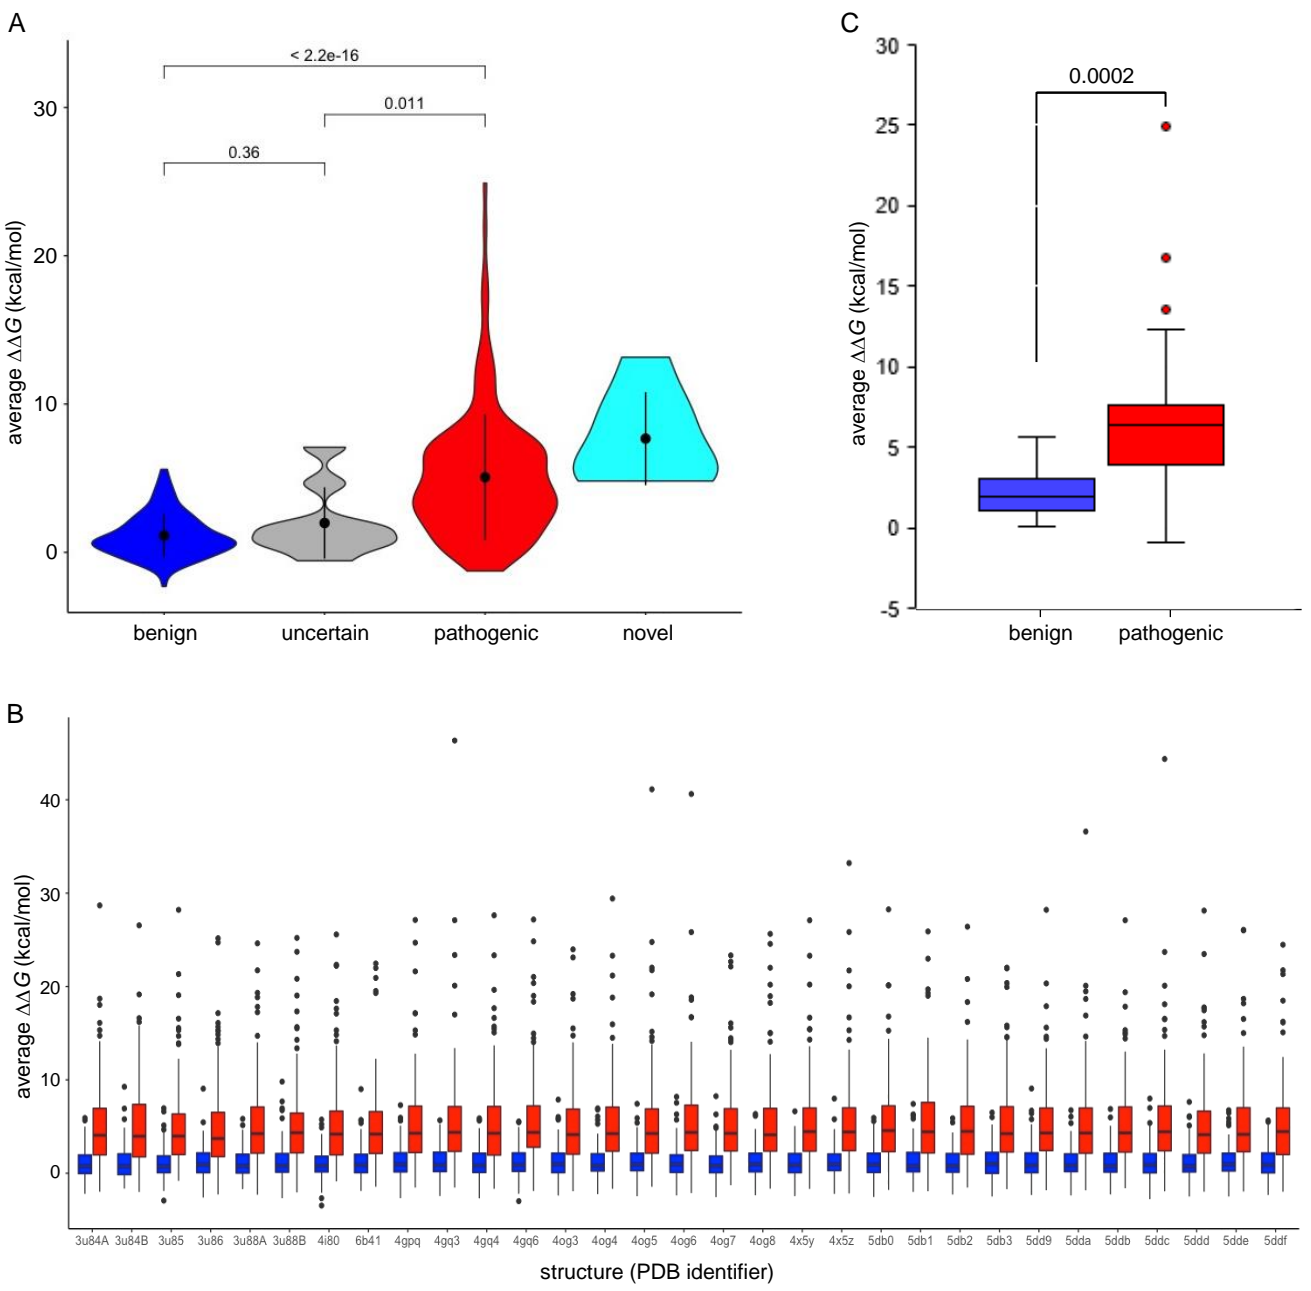 A
< 2.2e-16
0.011
0.36
30
20
10
0
average ΔΔG (kcal/mol)
benign uncertain pathogenic novel
C
0.0002
30
25
20
15
10
5
0
-5
average ΔΔG (kcal/mol)
benign pathogenic
B
40
30
20
10
0
average ΔΔG (kcal/mol)
3u84A 3u84B 3u85 3u86 3u88A 3u88B 4i80 6b41 4gpq 4gq3 4gq4 4gq6 4og3 4og4 4og5 4og6 4og7 4og8 4x5y 4x5z 5db0 5db1 5db2 5db3 5dd9 5dda 5ddb 5ddc 5ddd 5dde 5ddf
structure (PDB identifier)